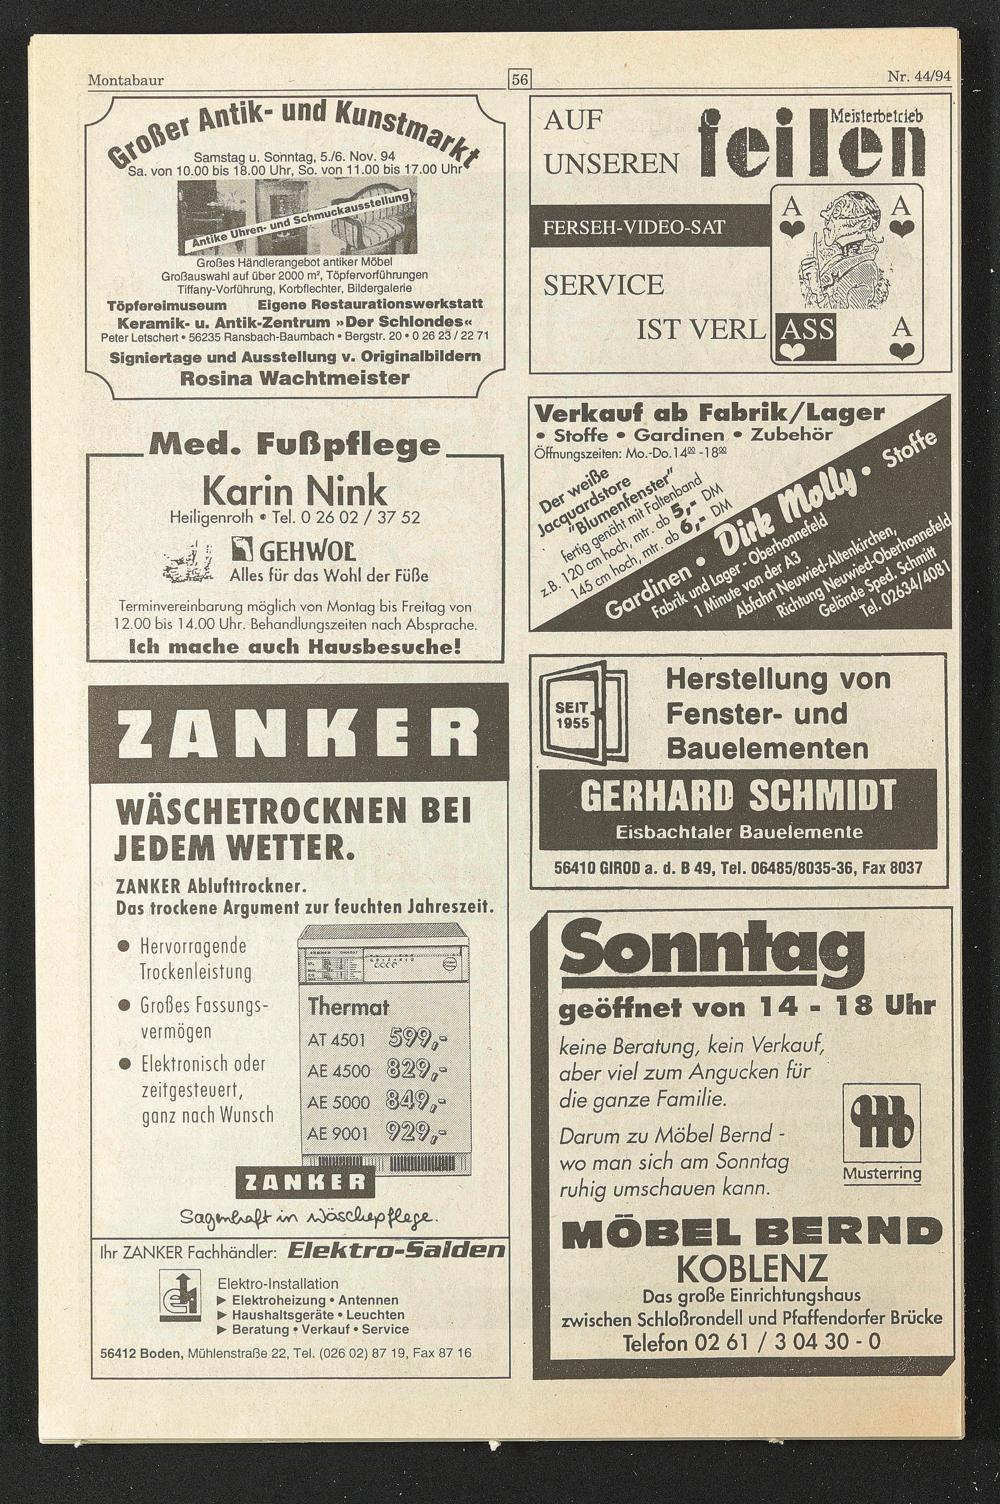 Montabaur
56
Nr. 44/94
Großer Antik- und Kunstmarkt
Samstag u. Sonntag, 5./6. Nov. 94
Sa. von 10.00 bis 18.00 Uhr, So. von 11.00 bis 17.00 Uhr
Antike Uhren- und Schmuckausstellung
Großes Händlerangebot antiker Möbel
Großauswahl auf über 2000 m², Töpfervorführungen
Tiffany-Vorführung, Korbflechter, Bildergalerie
Töpfereimuseum Eigene Restaurationswerkstatt
Keramik- u. Antik-Zentrum »Der Schlondes«
Peter Letschert • 56235 Ransbach-Baumbach • Bergstr. 20 • 0 26 23 / 22 71
Signiertage und Ausstellung v. Originalbildern
Rosina Wachtmeister
Med. Fußpflege
Karin Nink
Heiligenroth • Tel. 0 26 02 / 37 52
GEHWOL
Alles für das Wohl der Füße
Terminvereinbarung möglich von Montag bis Freitag von
12.00 bis 14.00 Uhr. Behandlungszeiten nach Absprache.
Ich mache auch Hausbesuche!
ZANKER
WÄSCHETROCKNEN BEI
JEDEM WETTER.
ZANKER Ablufttrockner.
Das trockene Argument zur feuchten Jahreszeit.
• Hervorragende
Trockenleistung
• Großes Fassungs-
vermögen
• Elektronisch oder
zeitgesteuert,
ganz nach Wunsch
Thermat
AT 4501 599,-
AE 4500 829,-
AE 5000 849,-
AE 9001 929,-
ZANKER
Sagenhaft in Wäschepflege.
Ihr ZANKER Fachhändler: Elektro-Salden
Elektro-Installation
▶ Elektroheizung • Antennen
▶ Haushaltsgeräte • Leuchten
▶ Beratung • Verkauf • Service
56412 Boden, Mühlenstraße 22, Tel. (026 02) 87 19, Fax 87 16
AUF
UNSEREN
feilen
Meisterbetrieb
FERSEH-VIDEO-SAT
SERVICE
IST VERL ASS
A
A
A
Verkauf ab Fabrik/Lager
• Stoffe • Gardinen • Zubehör
Öffnungszeiten: Mo.-Do. 14⁰⁰ -18⁰⁰
Der weiße
Jacquardstore
"Blumenfenster"
fertig genäht mit Faltenband
z.B. 120 cm hoch, mtr. ab 5,- DM
145 cm hoch, mtr. ab 6,- DM
Gardinen • Dirk Molly • Stoffe
Fabrik und Lager - Oberhonnefeld
1 Minute von der A3
Abfahrt Neuwied-Altenkirchen,
Richtung Neuwied-Oberhonnefeld
Gelände Sped. Schmitt
Tel. 02634/4081
SEIT
1955
Herstellung von
Fenster- und
Bauelementen
GERHARD SCHMIDT
Eisbachtaler Bauelemente
56410 GIROD a. d. B 49, Tel. 06485/8035-36, Fax 8037
Sonntag
geöffnet von 14 - 18 Uhr
keine Beratung, kein Verkauf,
aber viel zum Angucken für
die ganze Familie.
Darum zu Möbel Bernd -
wo man sich am Sonntag
ruhig umschauen kann.
Musterring
MÖBEL BERND
KOBLENZ
Das große Einrichtungshaus
zwischen Schloßrondell und Pfaffendorfer Brücke
Telefon 02 61 / 3 04 30 - 0